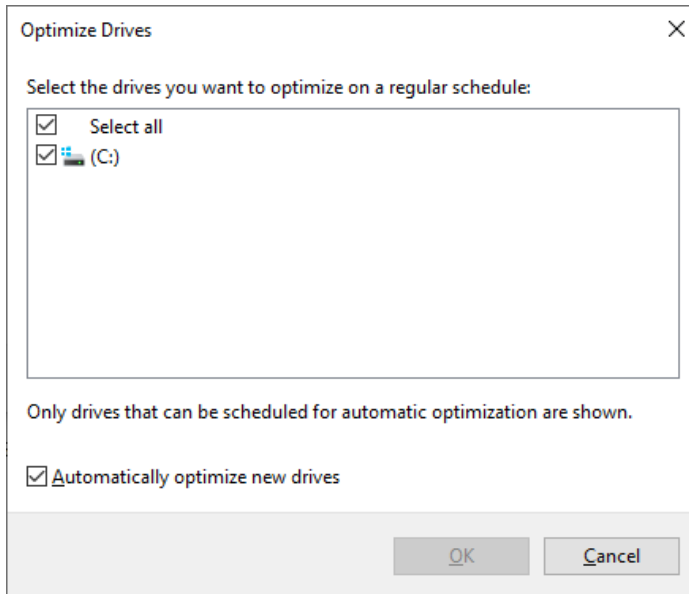 Optimize Drives
Select the drives you want to optimize on a regular schedule:
Select all
(C:)
Only drives that can be scheduled for automatic optimization are shown.
Automatically optimize new drives
OK
Cancel